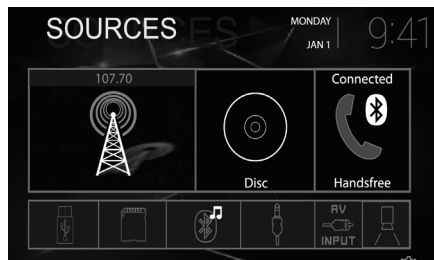 SOURCES
MONDAY
JAN 1
9:41
107.70
Connected
Disc
Handsfree
AV
INPUT